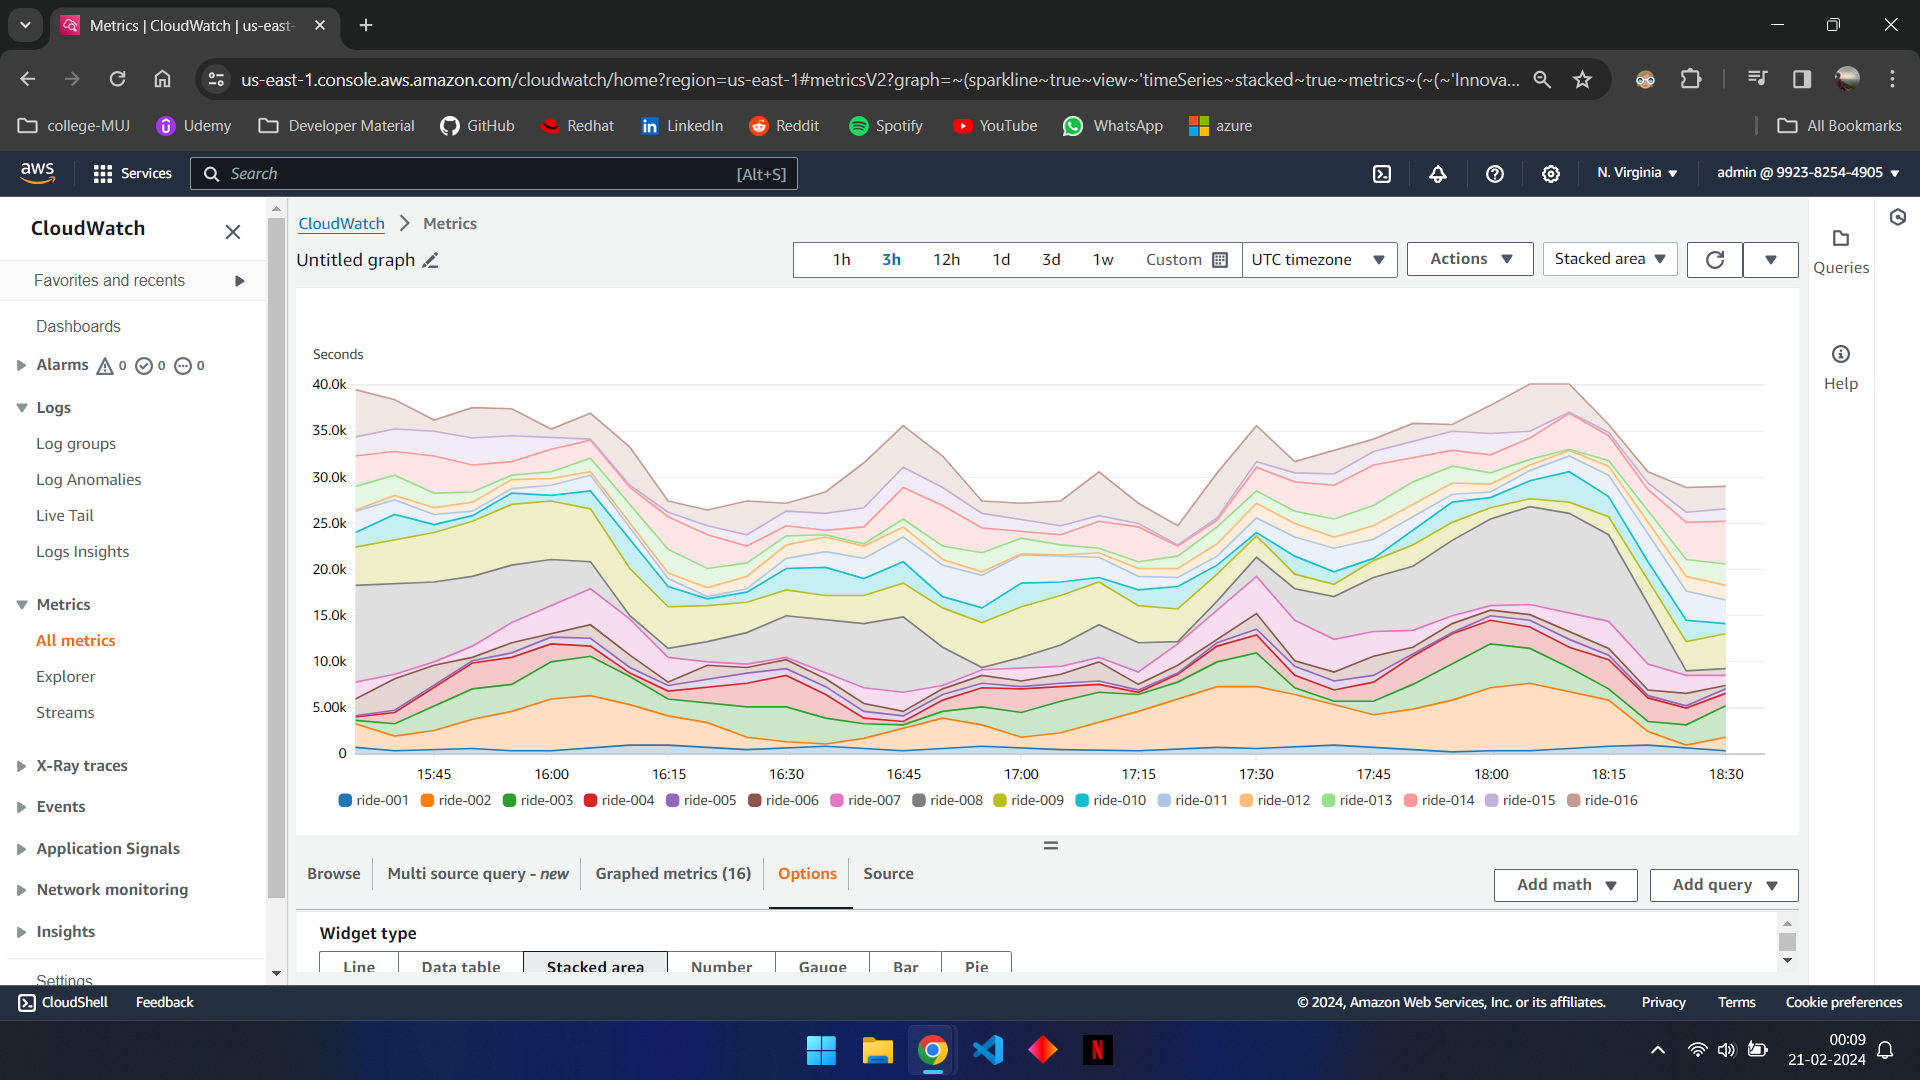 Metrics | CloudWatch | us-east-
us-east-1.console.aws.amazon.com/cloudwatch/home?region=us-east-1#metricsV2?graph=~(sparkline~true~view~'timeSeries~stacked~true~metrics~(~(~'Innova...
college-MUJ Udemy Developer Material GitHub Redhat LinkedIn Reddit Spotify YouTube WhatsApp azure All Bookmarks
aws Services Search [Alt+S] N. Virginia admin @ 9923-8254-4905
CloudWatch
Favorites and recents
Dashboards
Alarms 0 0 0
Logs
Log groups
Log Anomalies
Live Tail
Logs Insights
Metrics
All metrics
Explorer
Streams
X-Ray traces
Events
Application Signals
Network monitoring
Insights
Settings
CloudWatch Metrics
Untitled graph
1h 3h 12h 1d 3d 1w Custom UTC timezone Actions Stacked area
Queries
Help
Seconds
40.0k
35.0k
30.0k
25.0k
20.0k
15.0k
10.0k
5.00k
0
15:45 16:00 16:15 16:30 16:45 17:00 17:15 17:30 17:45 18:00 18:15 18:30
ride-001 ride-002 ride-003 ride-004 ride-005 ride-006 ride-007 ride-008 ride-009 ride-010 ride-011 ride-012 ride-013 ride-014 ride-015 ride-016
Browse Multi source query - new Graphed metrics (16) Options Source
Add math Add query
Widget type
Line Data table Stacked area Number Gauge Bar Pie
CloudShell Feedback © 2024, Amazon Web Services, Inc. or its affiliates. Privacy Terms Cookie preferences
N
00:09
21-02-2024